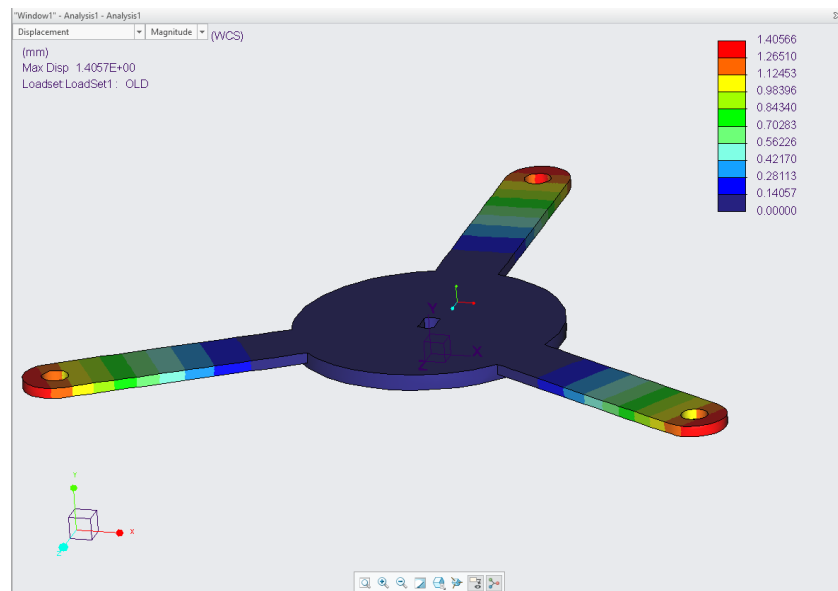 "Window1" - Analysis1 - Analysis1
Displacement Magnitude (WCS)
(mm)
Max Disp 1.4057E+00
Loadset:LoadSet1 : OLD
1.40566
1.26510
1.12453
0.98396
0.84340
0.70283
0.56226
0.42170
0.28113
0.14057
0.00000
Y
X
Z
Y
X
Z